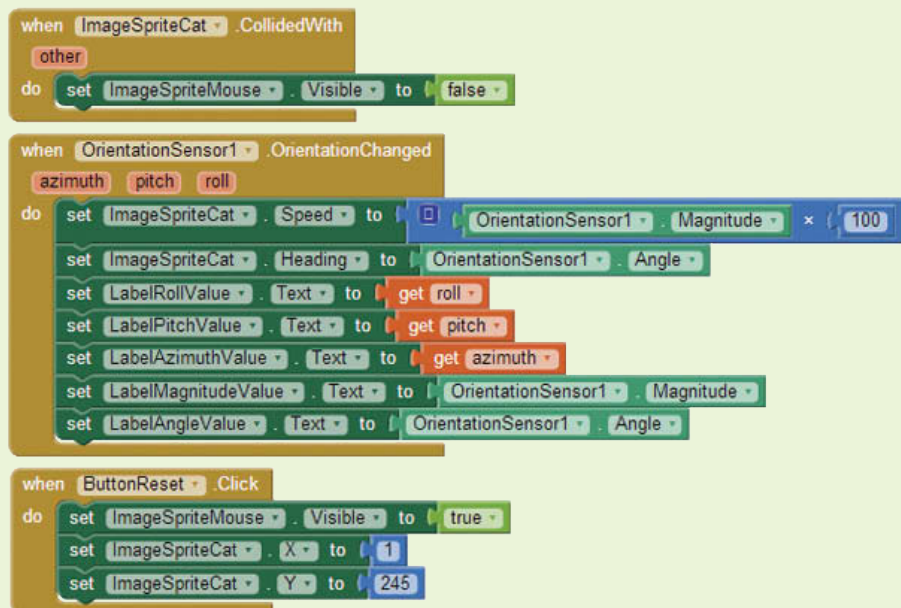 when ImageSpriteCat .CollidedWith
other
do set ImageSpriteMouse . Visible to false
when OrientationSensor1 .OrientationChanged
azimuth pitch roll
do set ImageSpriteCat . Speed to OrientationSensor1 . Magnitude × 100
set ImageSpriteCat . Heading to OrientationSensor1 . Angle
set LabelRollValue . Text to get roll
set LabelPitchValue . Text to get pitch
set LabelAzimuthValue . Text to get azimuth
set LabelMagnitudeValue . Text to OrientationSensor1 . Magnitude
set LabelAngleValue . Text to OrientationSensor1 . Angle
when ButtonReset .Click
do set ImageSpriteMouse . Visible to true
set ImageSpriteCat . X to 1
set ImageSpriteCat . Y to 245